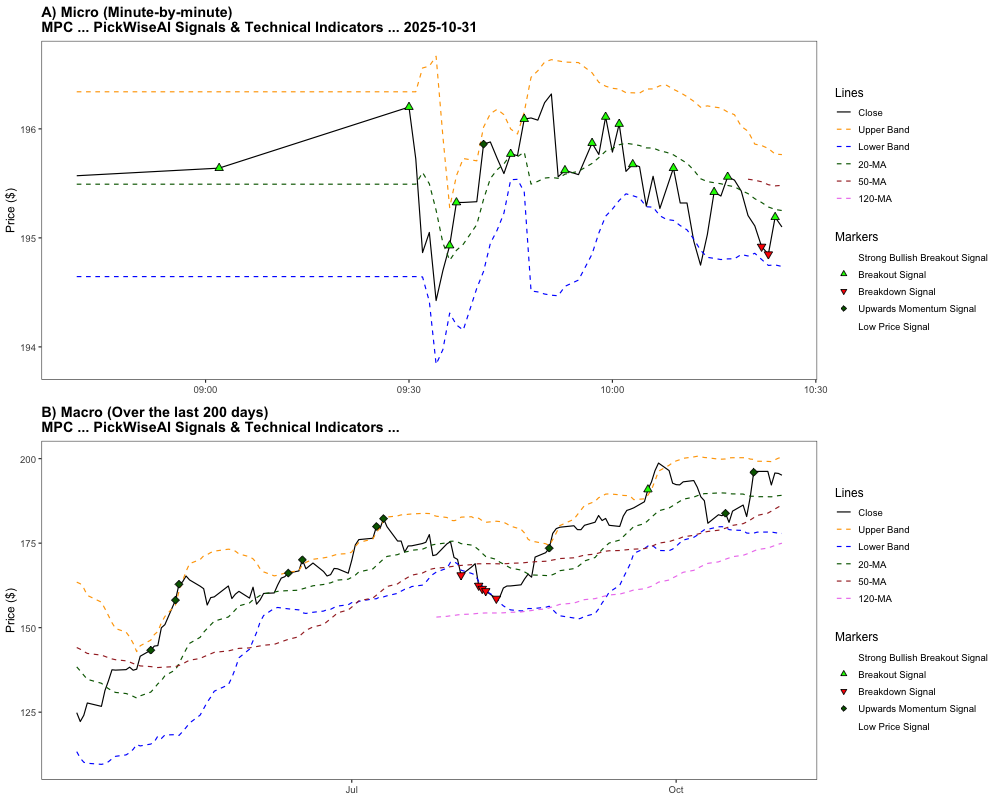 A) Micro (Minute-by-minute)
MPC ... PickWiseAI Signals & Technical Indicators ... 2025-10-31
Price ($)
196
195
194
09:00
09:30
10:00
10:30
Lines
Close
Upper Band
Lower Band
20-MA
50-MA
120-MA
Markers
Strong Bullish Breakout Signal
Breakout Signal
Breakdown Signal
Upwards Momentum Signal
Low Price Signal
B) Macro (Over the last 200 days)
MPC ... PickWiseAI Signals & Technical Indicators ...
Price ($)
200
175
150
125
Jul
Oct
Lines
Close
Upper Band
Lower Band
20-MA
50-MA
120-MA
Markers
Strong Bullish Breakout Signal
Breakout Signal
Breakdown Signal
Upwards Momentum Signal
Low Price Signal